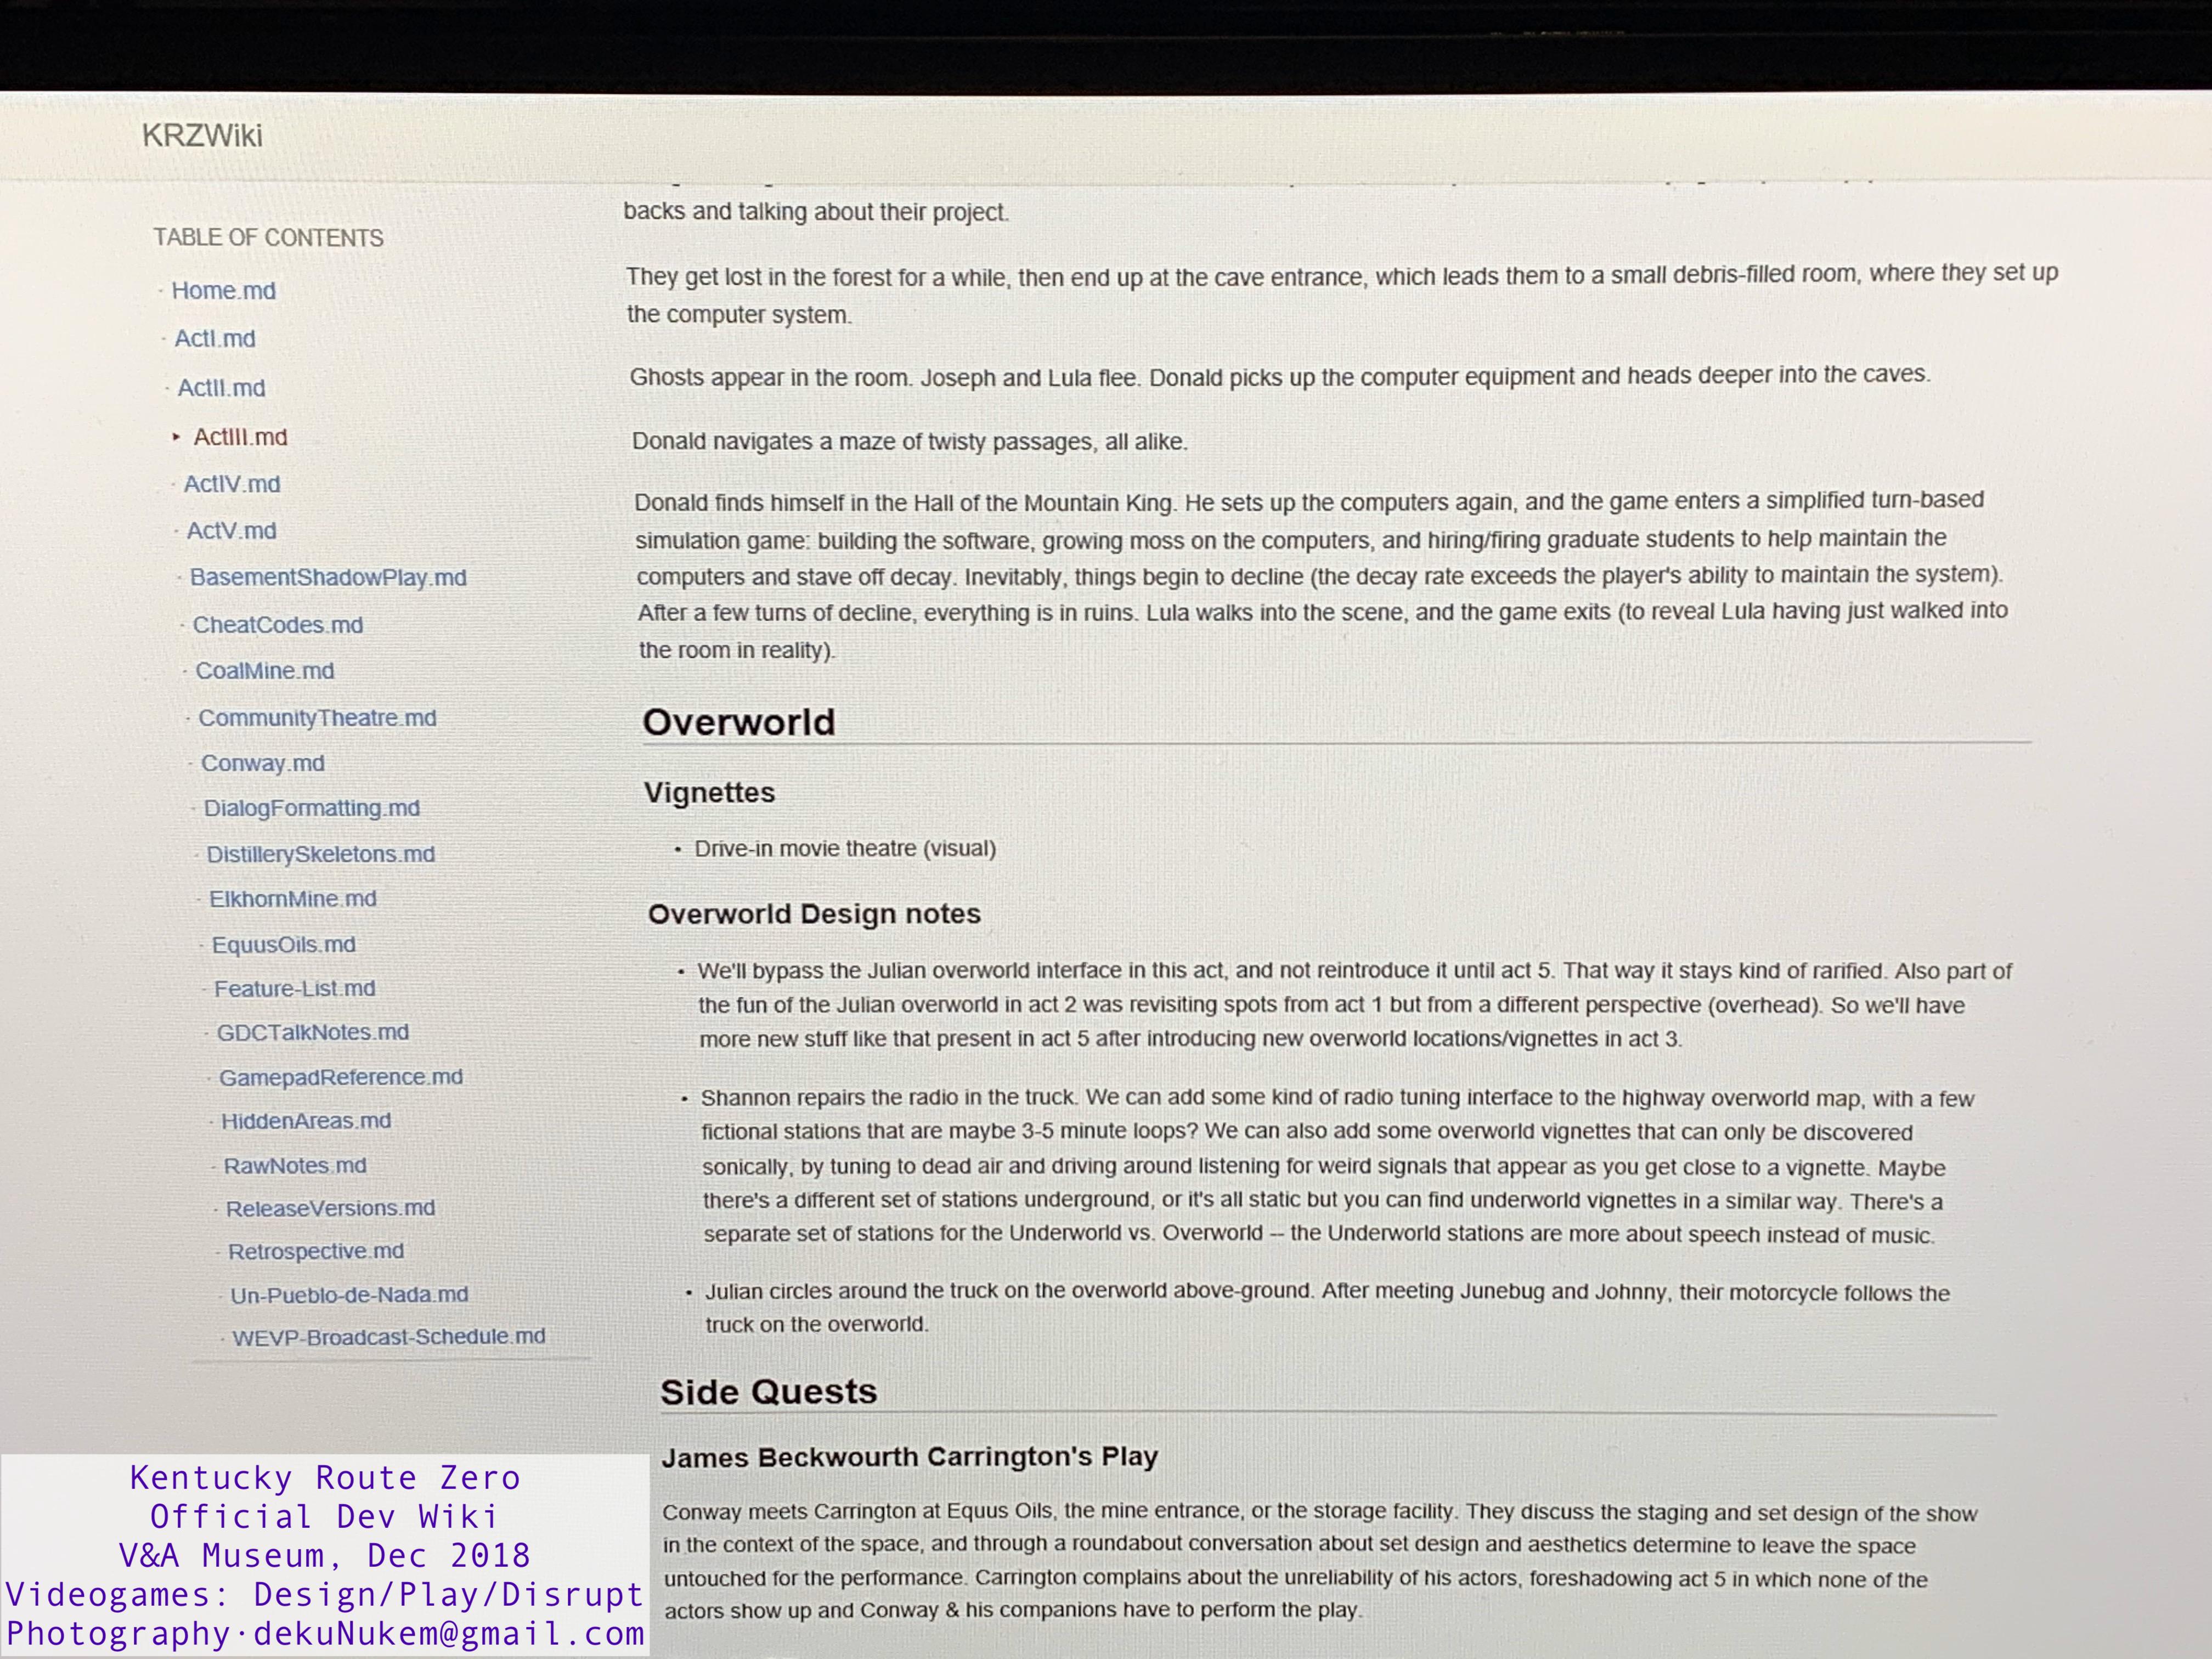 KRZWiki
TABLE OF CONTENTS
· Home.md
· ActI.md
· ActII.md
▸ ActIII.md
· ActIV.md
· ActV.md
· BasementShadowPlay.md
· CheatCodes.md
· CoalMine.md
· CommunityTheatre.md
· Conway.md
· DialogFormatting.md
· DistillerySkeletons.md
· ElkhornMine.md
· EquusOils.md
· Feature-List.md
· GDCTalkNotes.md
· GamepadReference.md
· HiddenAreas.md
· RawNotes.md
· ReleaseVersions.md
· Retrospective.md
· Un-Pueblo-de-Nada.md
· WEVP-Broadcast-Schedule.md
backs and talking about their project.
They get lost in the forest for a while, then end up at the cave entrance, which leads them to a small debris-filled room, where they set up
the computer system.
Ghosts appear in the room. Joseph and Lula flee. Donald picks up the computer equipment and heads deeper into the caves.
Donald navigates a maze of twisty passages, all alike.
Donald finds himself in the Hall of the Mountain King. He sets up the computers again, and the game enters a simplified turn-based
simulation game: building the software, growing moss on the computers, and hiring/firing graduate students to help maintain the
computers and stave off decay. Inevitably, things begin to decline (the decay rate exceeds the player's ability to maintain the system).
After a few turns of decline, everything is in ruins. Lula walks into the scene, and the game exits (to reveal Lula having just walked into
the room in reality).
Overworld
Vignettes
• Drive-in movie theatre (visual)
Overworld Design notes
• We'll bypass the Julian overworld interface in this act, and not reintroduce it until act 5. That way it stays kind of rarified. Also part of
the fun of the Julian overworld in act 2 was revisiting spots from act 1 but from a different perspective (overhead). So we'll have
more new stuff like that present in act 5 after introducing new overworld locations/vignettes in act 3.
• Shannon repairs the radio in the truck. We can add some kind of radio tuning interface to the highway overworld map, with a few
fictional stations that are maybe 3-5 minute loops? We can also add some overworld vignettes that can only be discovered
sonically, by tuning to dead air and driving around listening for weird signals that appear as you get close to a vignette. Maybe
there's a different set of stations underground, or it's all static but you can find underworld vignettes in a similar way. There's a
separate set of stations for the Underworld vs. Overworld -- the Underworld stations are more about speech instead of music.
• Julian circles around the truck on the overworld above-ground. After meeting Junebug and Johnny, their motorcycle follows the
truck on the overworld.
Side Quests
James Beckwourth Carrington's Play
Conway meets Carrington at Equus Oils, the mine entrance, or the storage facility. They discuss the staging and set design of the show
in the context of the space, and through a roundabout conversation about set design and aesthetics determine to leave the space
untouched for the performance. Carrington complains about the unreliability of his actors, foreshadowing act 5 in which none of the
actors show up and Conway & his companions have to perform the play.
Kentucky Route Zero
Official Dev Wiki
V&A Museum, Dec 2018
Videogames: Design/Play/Disrupt
Photography·dekuNukem@gmail.com